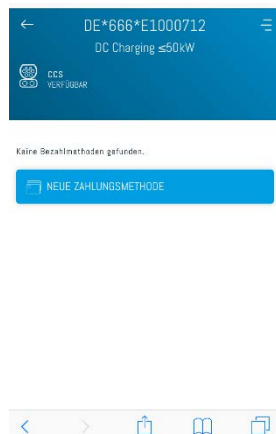 DE*666*E1000712
DC Charging ≤50kW
CCS
VERFÜGBAR
Keine Bezahlmethoden gefunden.
NEUE ZAHLUNGSMETHODE